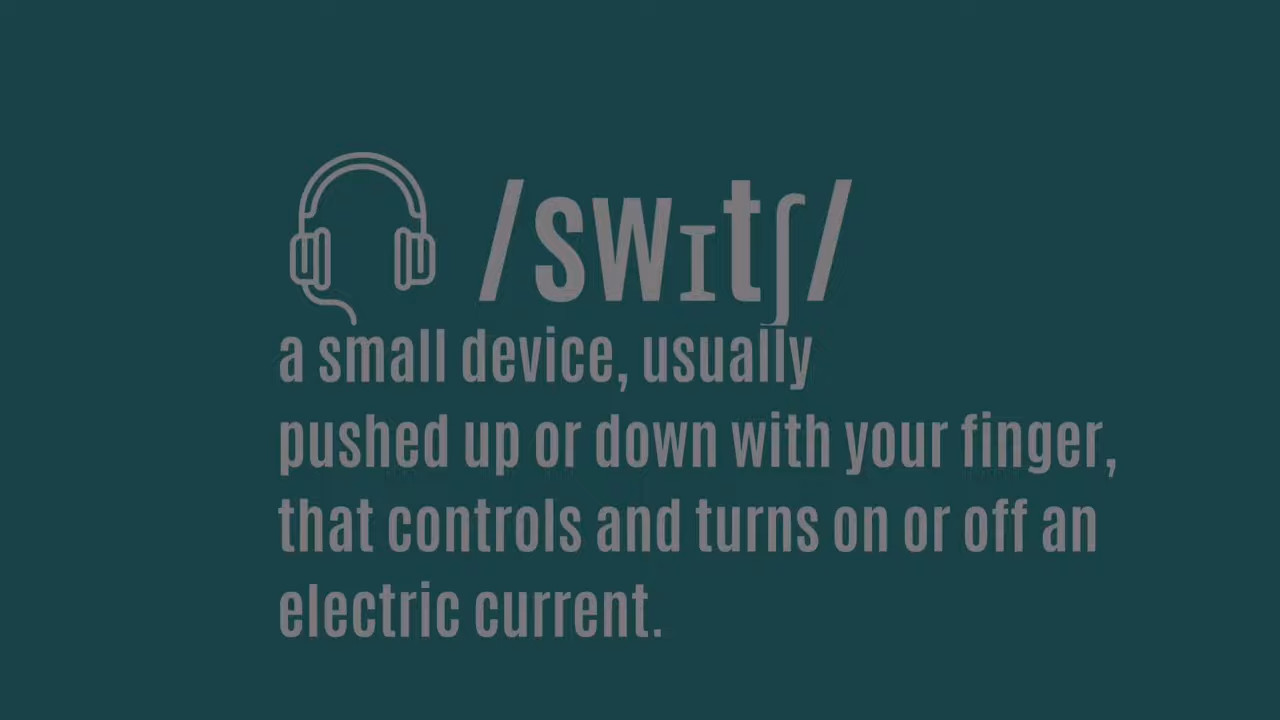 /swɪtʃ/
a small device, usually
pushed up or down with your finger,
that controls and turns on or off an
electric current.